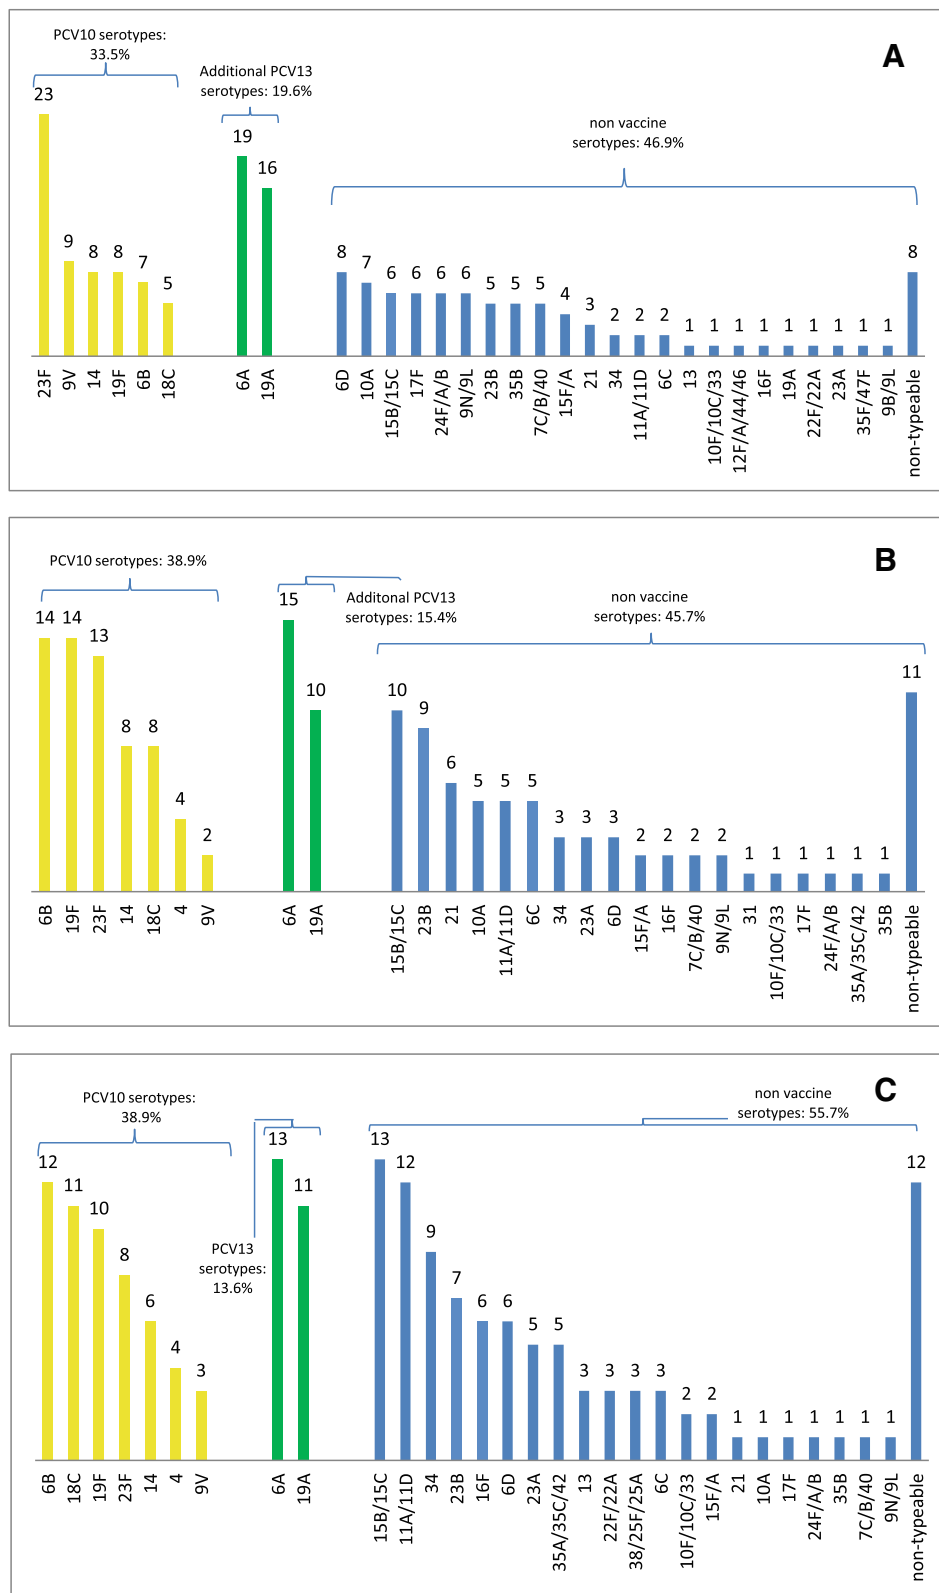 A
PCV10 serotypes:
33.5%
Additional PCV13
serotypes: 19.6%
non vaccine
serotypes: 46.9%
23 9 8 8 7 5 19 16 8 7 6 6 6 6 5 5 5 4 3 2 2 2 1 1 1 1 1 1 1 1 1 8
23F 9V 14 19F 6B 18C 6A 19A 6D 10A 15B/15C 17F 24F/A/B 9N/9L 23B 35B 7C/B/40 15F/A 21 34 11A/11D 6C 13 10F/10C/33 12F/A/44/46 16F 19A 22F/22A 23A 35F/47F 9B/9L non-typeable
B
PCV10 serotypes: 38.9%
Additonal PCV13
serotypes: 15.4%
non vaccine
serotypes: 45.7%
14 14 13 8 8 4 2 15 10 10 9 6 5 5 5 3 3 3 2 2 2 2 1 1 1 1 1 1 11
6B 19F 23F 14 18C 4 9V 6A 19A 15B/15C 23B 21 10A 11A/11D 6C 34 23A 6D 15F/A 16F 7C/B/40 9N/9L 31 10F/10C/33 17F 24F/A/B 35A/35C/42 35B non-typeable
C
PCV10 serotypes:
38.9%
PCV13
serotypes:
13.6%
non vaccine
serotypes: 55.7%
12 11 10 8 6 4 3 13 11 13 12 9 7 6 6 5 5 3 3 3 3 2 2 1 1 1 1 1 1 1 12
6B 18C 19F 23F 14 4 9V 6A 19A 15B/15C 11A/11D 34 23B 16F 6D 23A 35A/35C/42 13 22F/22A 38/25F/25A 6C 10F/10C/33 15F/A 21 10A 17F 24F/A/B 35B 7C/B/40 9N/9L non-typeable